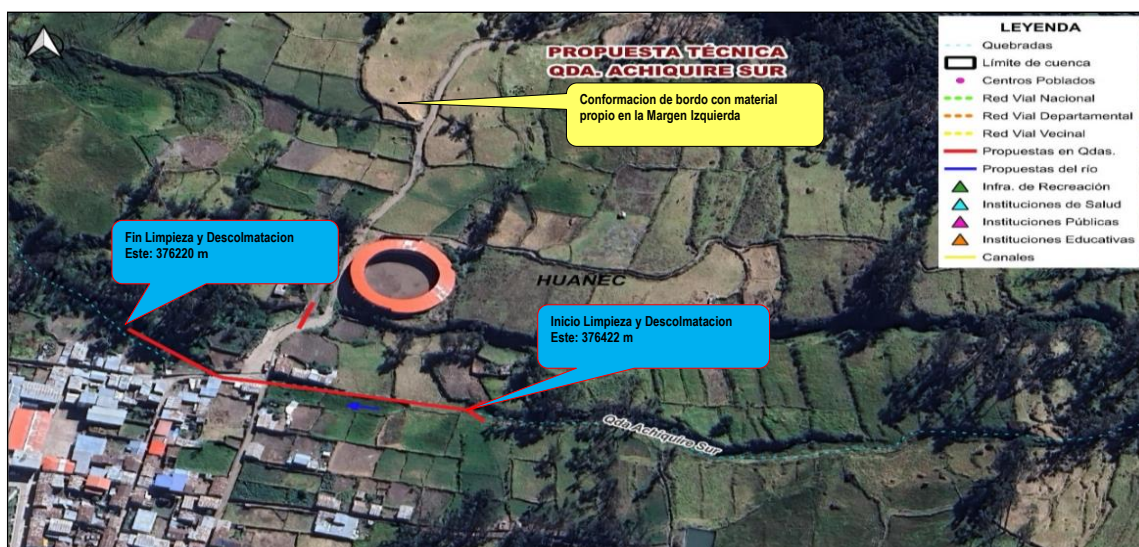 PROPUESTA TÉCNICA
QDA. ACHIQUIRE SUR
Conformacion de bordo con material
propio en la Margen Izquierda
LEYENDA
Quebradas
Límite de cuenca
Centros Poblados
Red Vial Nacional
Red Vial Departamental
Red Vial Vecinal
Propuestas en Qdas.
Propuestas del río
Infra. de Recreación
Instituciones de Salud
Instituciones Públicas
Instituciones Educativas
Canales
Fin Limpieza y Descolmatacion
Este: 376220 m
HUANEC
Inicio Limpieza y Descolmatacion
Este: 376422 m
Qda Achiquire Sur